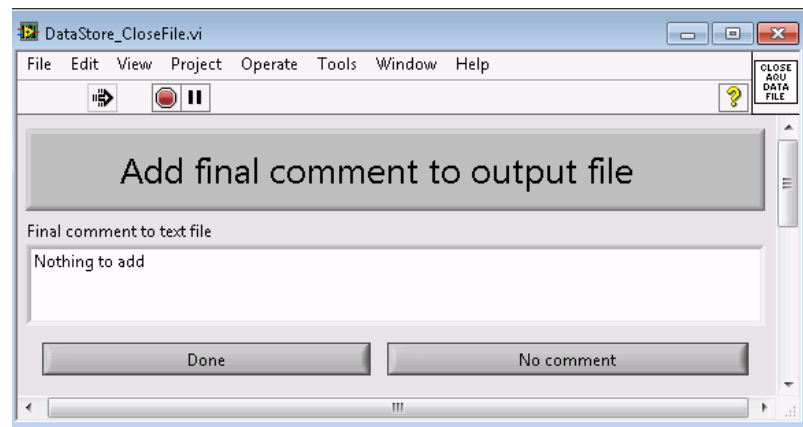 DataStore_CloseFile.vi
File Edit View Project Operate Tools Window Help
CLOSE
AQU
DATA
FILE
?
Add final comment to output file
Final comment to text file
Nothing to add
Done No comment